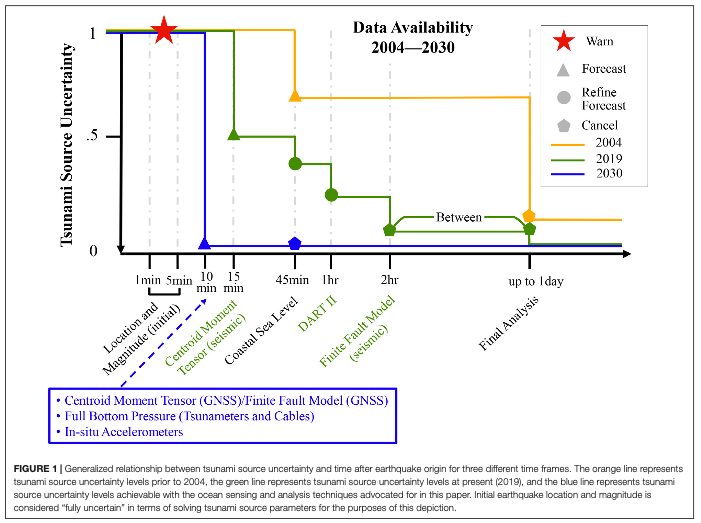 Data Availability
2004—2030
Tsunami Source Uncertainty
1
.5
0
Warn
Forecast
Refine
Forecast
Cancel
2004
2019
2030
Between
1min
5min
10
min
15
min
45min
1hr
2hr
up to 1day
Location and
Magnitude (initial)
Centroid Moment
Tensor (seismic)
Coastal Sea Level
DART II
Finite Fault Model
(seismic)
Final Analysis
• Centroid Moment Tensor (GNSS)/Finite Fault Model (GNSS)
• Full Bottom Pressure (Tsunameters and Cables)
• In-situ Accelerometers
FIGURE 1 | Generalized relationship between tsunami source uncertainty and time after earthquake origin for three different time frames. The orange line represents
tsunami source uncertainty levels prior to 2004, the green line represents tsunami source uncertainty levels at present (2019), and the blue line represents tsunami
source uncertainty levels achievable with the ocean sensing and analysis techniques advocated for in this paper. Initial earthquake location and magnitude is
considered “fully uncertain” in terms of solving tsunami source parameters for the purposes of this depiction.